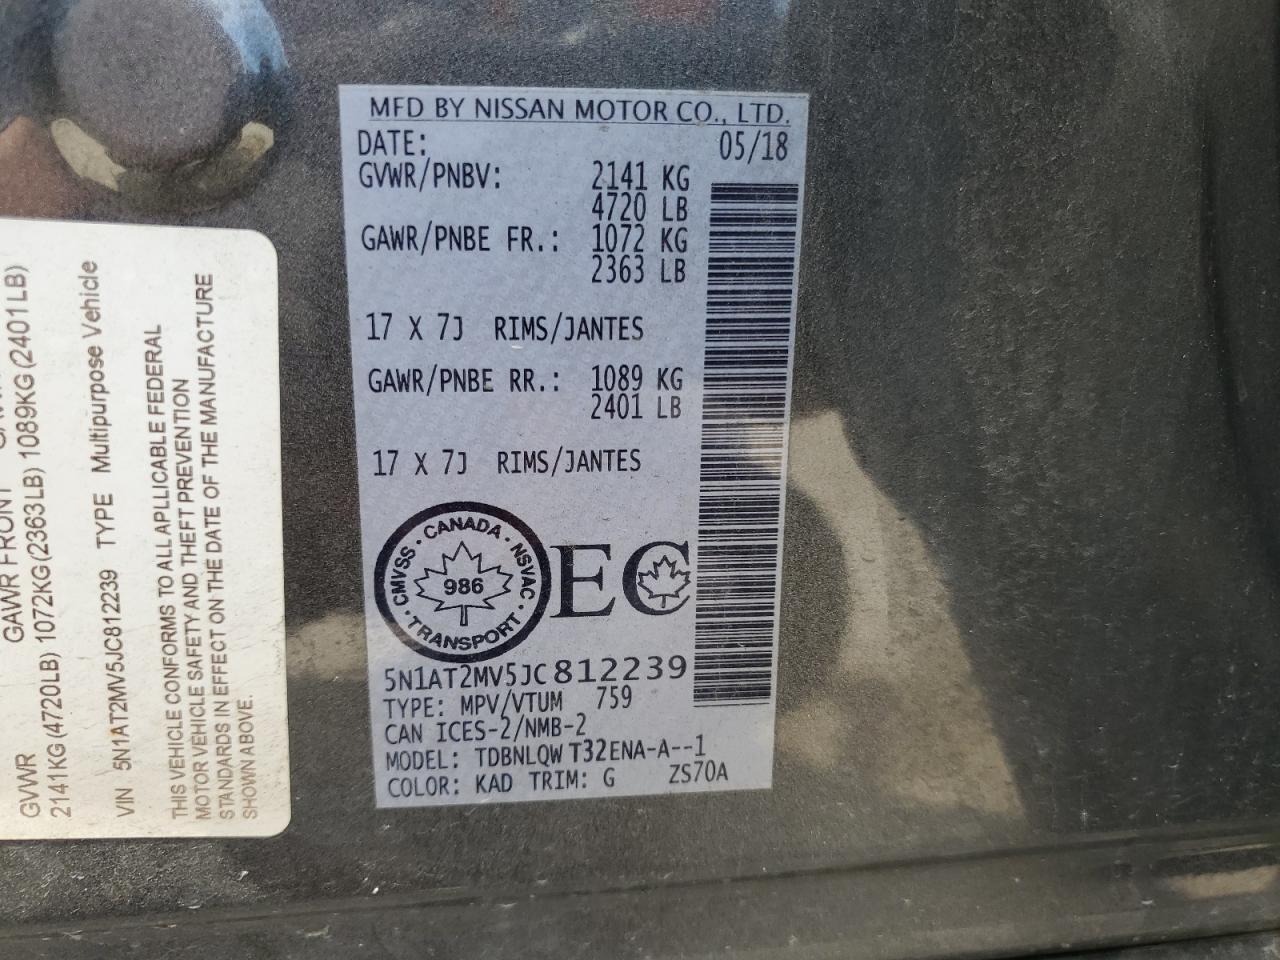 MFD BY NISSAN MOTOR CO., LTD.
DATE: 05/18
GVWR/PNBV: 2141 KG
4720 LB
GAWR/PNBE FR.: 1072 KG
2363 LB
17 X 7J RIMS/JANTES
GAWR/PNBE RR.: 1089 KG
2401 LB
17 X 7J RIMS/JANTES
CANADA · NSVAC · TRANSPORT · CMVSS ·
986
EC
5N1AT2MV5JC812239
TYPE: MPV/VTUM 759
CAN ICES-2/NMB-2
MODEL: TDBNLQW T32ENA-A--1
COLOR: KAD TRIM: G ZS70A
GVWR GAWR FRONT
2141KG(4720LB) 1072KG(2363LB) 1089KG(2401LB)
VIN 5N1AT2MV5JC812239 TYPE Multipurpose Vehicle
THIS VEHICLE CONFORMS TO ALL APLLICABLE FEDERAL
MOTOR VEHICLE SAFETY AND THEFT PREVENTION
STANDARDS IN EFFECT ON THE DATE OF THE MANUFACTURE
SHOWN ABOVE.